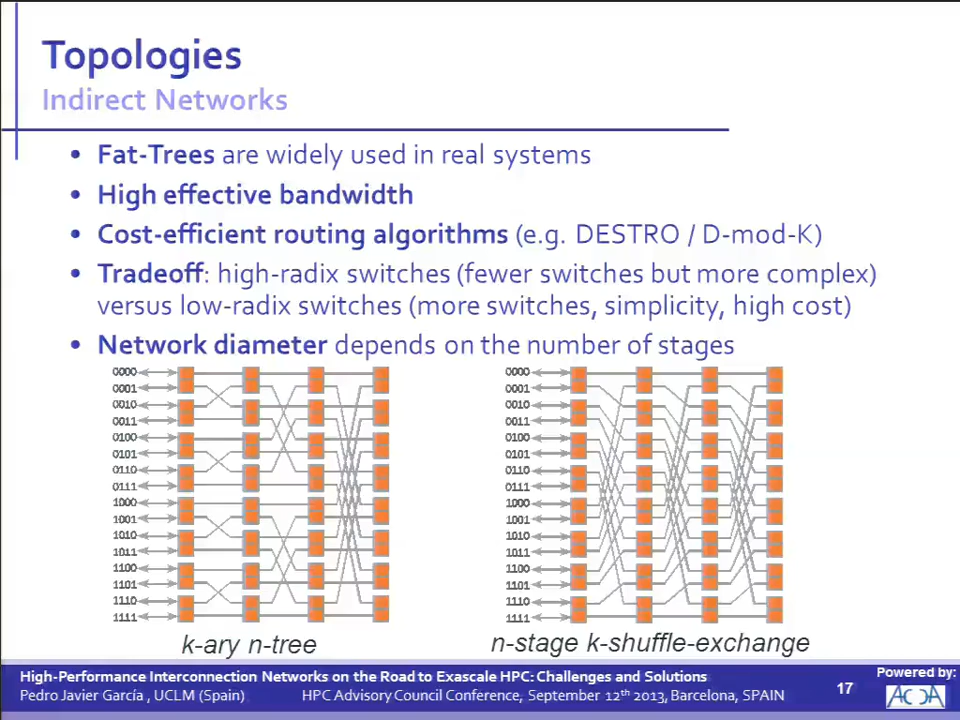 Topologies
Indirect Networks
• Fat-Trees are widely used in real systems
• High effective bandwidth
• Cost-efficient routing algorithms (e.g. DESTRO / D-mod-K)
• Tradeoff: high-radix switches (fewer switches but more complex)
versus low-radix switches (more switches, simplicity, high cost)
• Network diameter depends on the number of stages
0000
0001
0010
0011
0100
0101
0110
0111
1000
1001
1010
1011
1100
1101
1110
1111
k-ary n-tree
0000
0001
0010
0011
0100
0101
0110
0111
1000
1001
1010
1011
1100
1101
1110
1111
n-stage k-shuffle-exchange
High-Performance Interconnection Networks on the Road to Exascale HPC: Challenges and Solutions
Pedro Javier García , UCLM (Spain) HPC Advisory Council Conference, September 12th 2013, Barcelona, SPAIN
17
Powered by: